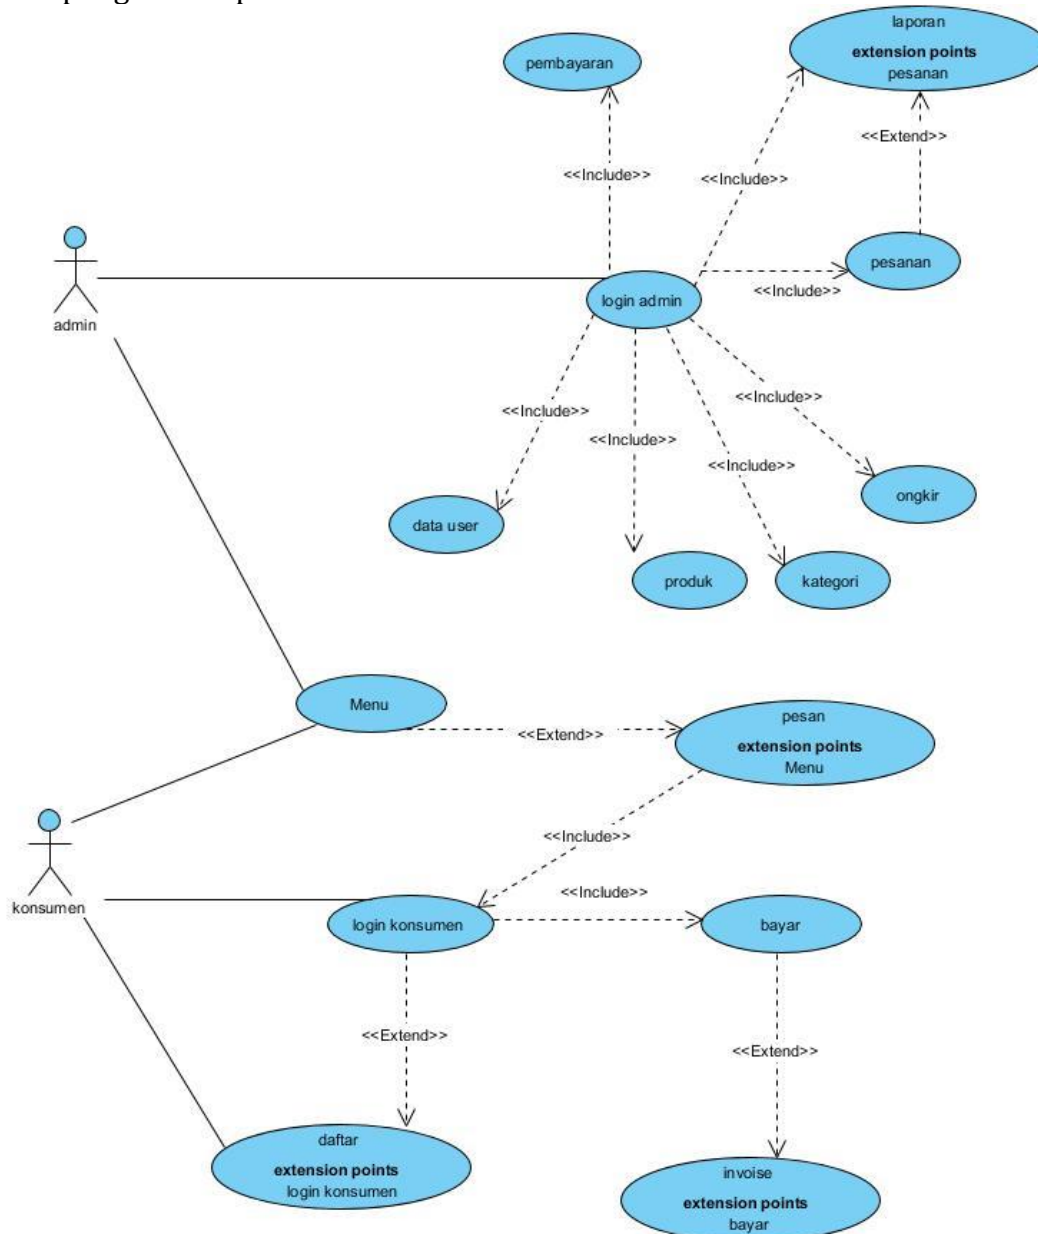 laporan
extension points
pesanan
pembayaran
<<Extend>>
<<Include>>
<<Include>>
pesanan
<<Include>>
login admin
admin
<<Include>>
<<Include>>
<<Include>>
<<Include>>
ongkir
data user
produk
kategori
Menu
pesan
extension points
Menu
<<Extend>>
<<Include>>
<<Include>>
konsumen
login konsumen
bayar
<<Extend>>
<<Extend>>
daftar
extension points
login konsumen
invoise
extension points
bayar